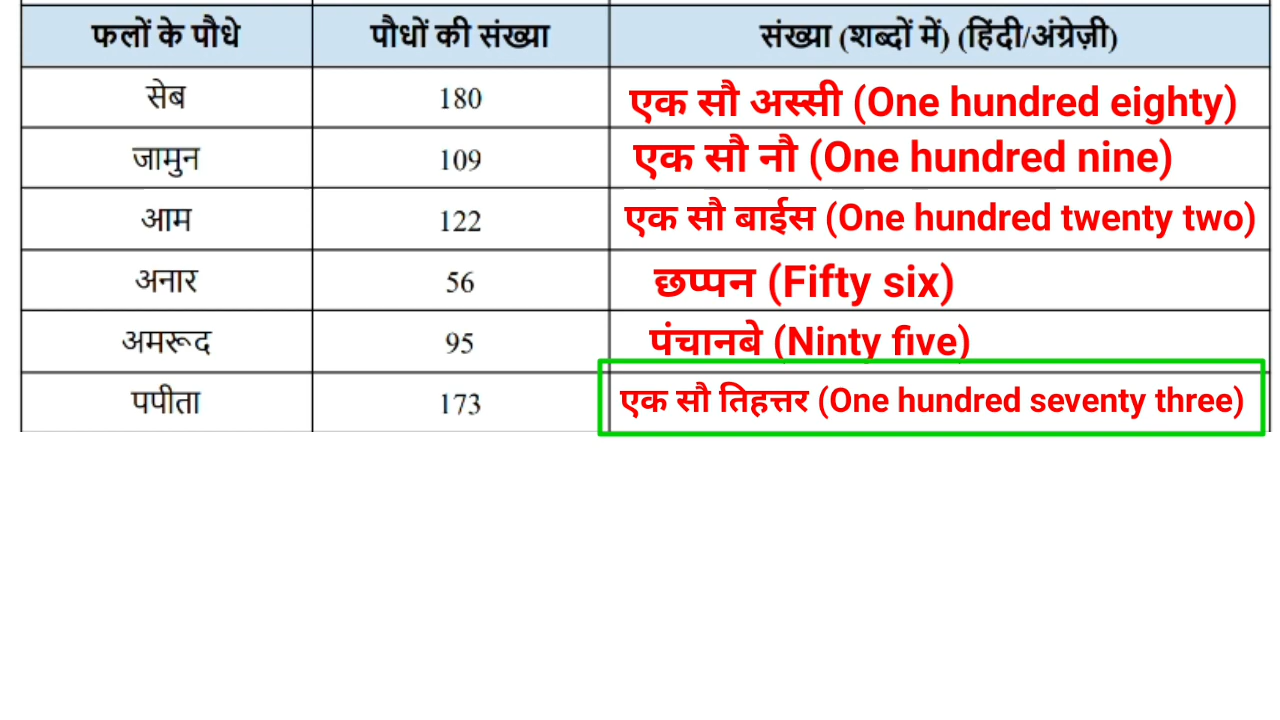 फलों के पौधे पौधों की संख्या संख्या (शब्दों में) (हिंदी/अंग्रेज़ी)
सेब 180 एक सौ अस्सी (One hundred eighty)
जामुन 109 एक सौ नौ (One hundred nine)
आम 122 एक सौ बाईस (One hundred twenty two)
अनार 56 छप्पन (Fifty six)
अमरूद 95 पंचानबे (Ninty five)
पपीता 173 एक सौ तिहत्तर (One hundred seventy three)